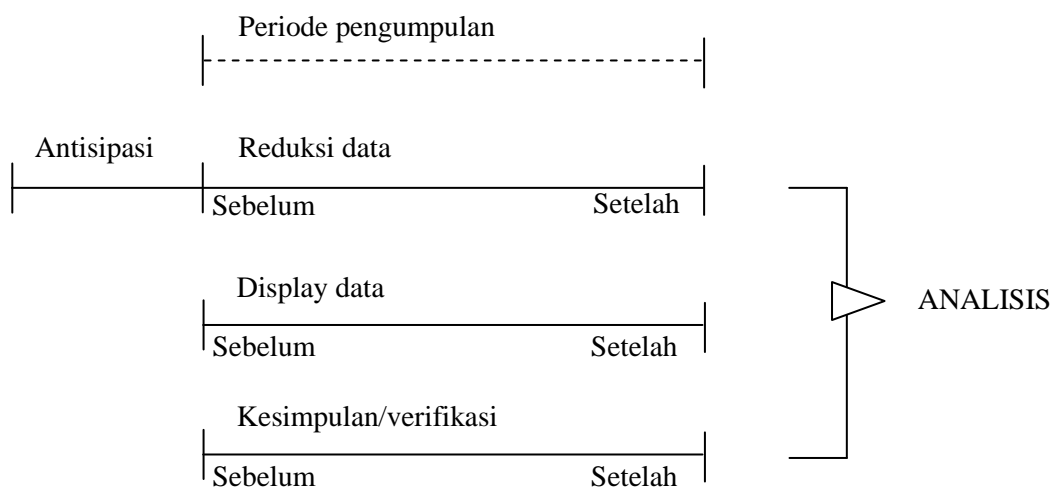 Periode pengumpulan
Antisipasi Reduksi data
Sebelum Setelah
Display data
ANALISIS
Sebelum Setelah
Kesimpulan/verifikasi
Sebelum Setelah